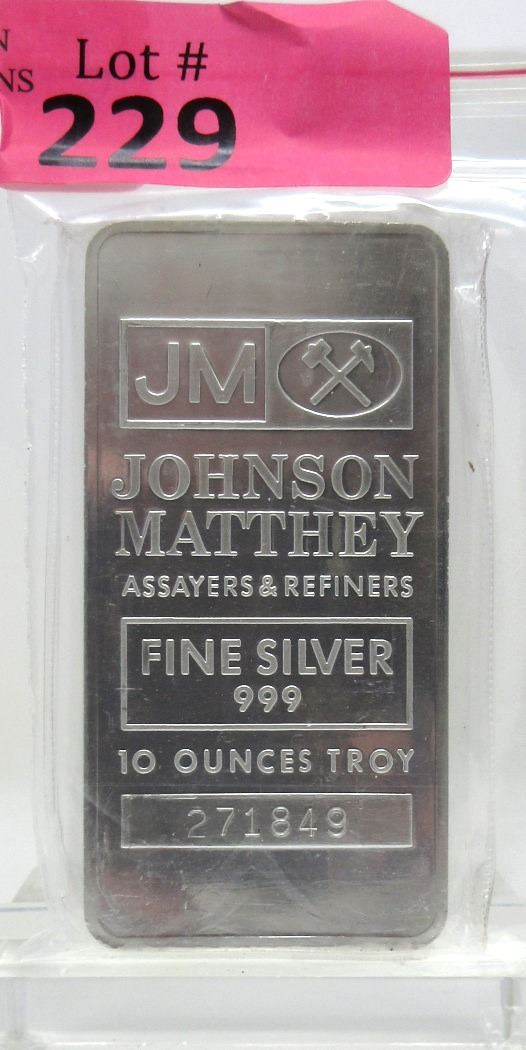 Lot #
229
JM
JOHNSON
MATTHEY
ASSAYERS & REFINERS
FINE SILVER
999
10 OUNCES TROY
271849